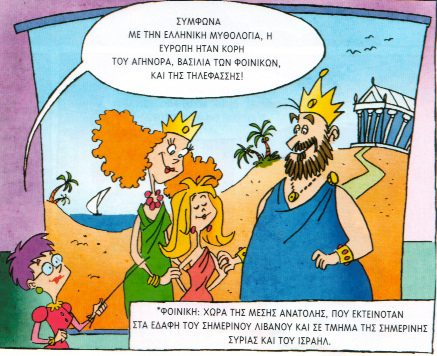 ΣΥΜΦΩΝΑ
ΜΕ ΤΗΝ ΕΛΛΗΝΙΚΗ ΜΥΘΟΛΟΓΙΑ, Η
ΕΥΡΩΠΗ ΗΤΑΝ ΚΟΡΗ
ΤΟΥ ΑΓΗΝΟΡΑ, ΒΑΣΙΛΙΑ ΤΩΝ ΦΟΙΝΙΚΩΝ,
ΚΑΙ ΤΗΣ ΤΗΛΕΦΑΣΣΗΣ!
*ΦΟΙΝΙΚΗ: ΧΩΡΑ ΤΗΣ ΜΕΣΗΣ ΑΝΑΤΟΛΗΣ, ΠΟΥ ΕΚΤΕΙΝΟΤΑΝ
ΣΤΑ ΕΔΑΦΗ ΤΟΥ ΣΗΜΕΡΙΝΟΥ ΛΙΒΑΝΟΥ ΚΑΙ ΣΕ ΤΜΗΜΑ ΤΗΣ ΣΗΜΕΡΙΝΗΣ
ΣΥΡΙΑΣ ΚΑΙ ΤΟΥ ΙΣΡΑΗΛ.